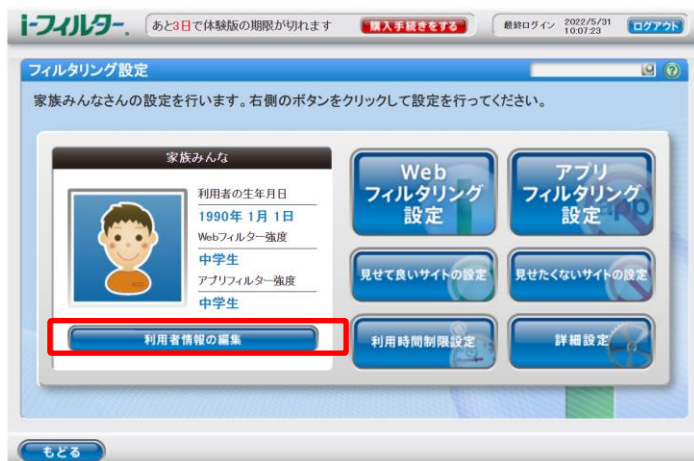 i-フィルター. あと3日で体験版の期限が切れます 購入手続きをする 最終ログイン 2022/5/31 10:07:23 ログアウト
フィルタリング設定
家族みんなさんの設定を行います。右側のボタンをクリックして設定を行ってください。
家族みんな
利用者の生年月日
1990年 1月 1日
Webフィルター強度
中学生
アプリフィルター強度
中学生
利用者情報の編集
Web
フィルタリング
設定
アプリ
フィルタリング
設定
app
見せて良いサイトの設定
見せたくないサイトの設定
利用時間制限設定
詳細設定
もどる